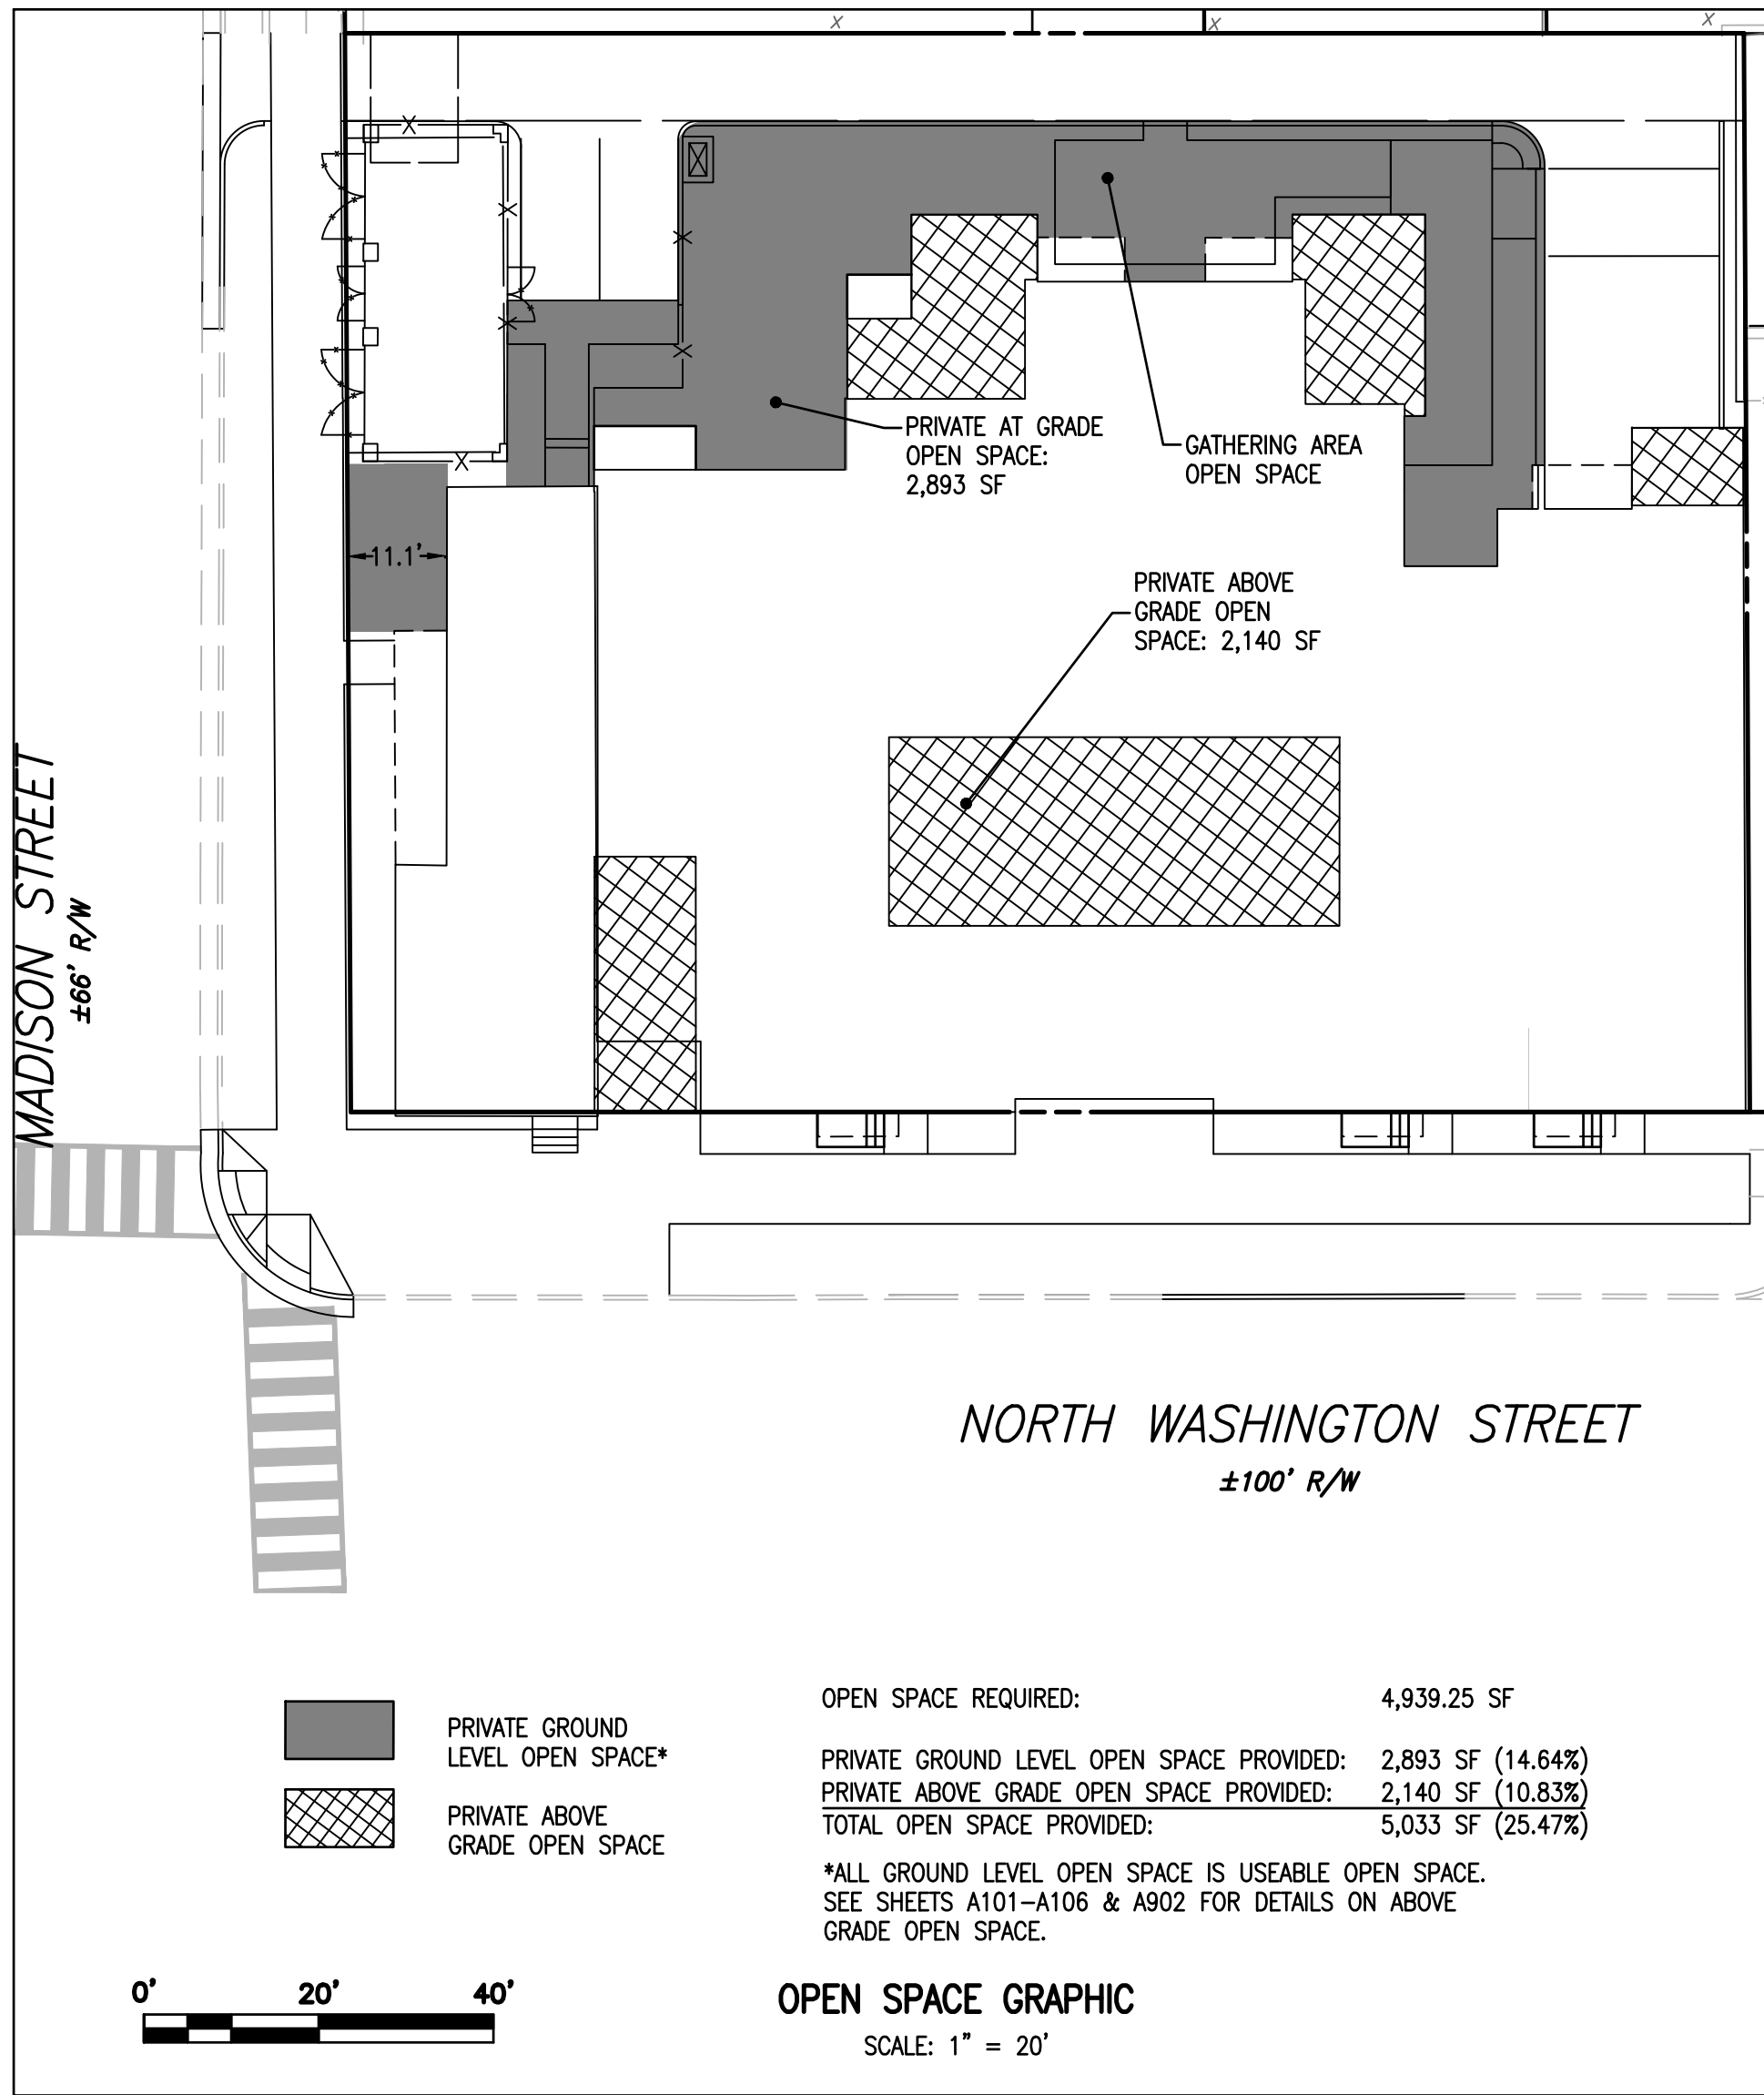 PRIVATE AT GRADE
OPEN SPACE:
2,893 SF
GATHERING AREA
OPEN SPACE
11.1'
PRIVATE ABOVE
GRADE OPEN
SPACE: 2,140 SF
MADISON STREET
±66' R/W
NORTH WASHINGTON STREET
±100' R/W
PRIVATE GROUND
LEVEL OPEN SPACE*
PRIVATE ABOVE
GRADE OPEN SPACE
OPEN SPACE REQUIRED: 4,939.25 SF
PRIVATE GROUND LEVEL OPEN SPACE PROVIDED: 2,893 SF (14.64%)
PRIVATE ABOVE GRADE OPEN SPACE PROVIDED: 2,140 SF (10.83%)
TOTAL OPEN SPACE PROVIDED: 5,033 SF (25.47%)
*ALL GROUND LEVEL OPEN SPACE IS USEABLE OPEN SPACE.
SEE SHEETS A101-A106 & A902 FOR DETAILS ON ABOVE
GRADE OPEN SPACE.
0' 20' 40'
OPEN SPACE GRAPHIC
SCALE: 1" = 20'